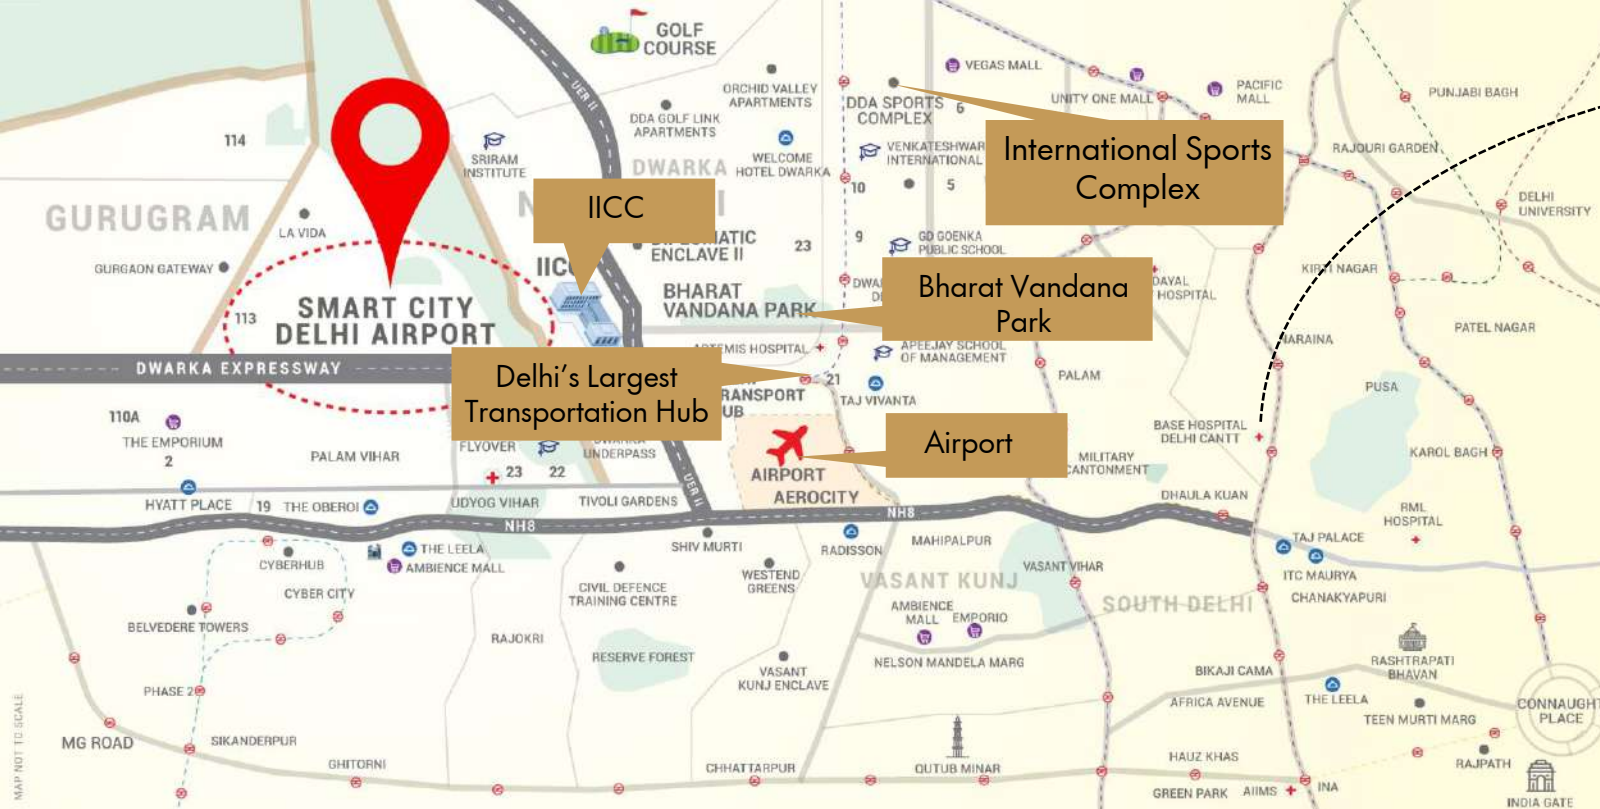 GOLF
COURSE
UER II
VEGAS MALL
ORCHID VALLEY
APARTMENTS
DDA SPORTS
COMPLEX
6
UNITY ONE MALL
PACIFIC
MALL
PUNJABI BAGH
DDA GOLF LINK
APARTMENTS
114
SRIRAM
INSTITUTE
DWARKA
WELCOME
HOTEL DWARKA
VENKATESHWAR
INTERNATIONAL
International Sports
Complex
RAJOURI GARDEN
10
5
GURUGRAM
LA VIDA
IICC
DELHI
UNIVERSITY
ENCLAVE II
23
9
GD GOENKA
PUBLIC SCHOOL
GURGAON GATEWAY
KIRTI NAGAR
HOSPITAL
BHARAT
VANDANA PARK
Bharat Vandana
Park
SMART CITY
DELHI AIRPORT
113
PATEL NAGAR
APEEJAY SCHOOL
OF MANAGEMENT
DWARKA EXPRESSWAY
Delhi's Largest
Transportation Hub
21
TAJ VIVANTA
PALAM
PUSA
110A
THE EMPORIUM
2
PALAM VIHAR
FLYOVER
UNDERPASS
Airport
BASE HOSPITAL
DELHI CANTT
KAROL BAGH
MILITARY
CANTONMENT
23
22
AIRPORT
AEROCITY
UER II
HYATT PLACE
19
THE OBEROI
UDYOG VIHAR
TIVOLI GARDENS
DHAULA KUAN
RML
HOSPITAL
NH8
NH8
CYBERHUB
THE LEELA
AMBIENCE MALL
SHIV MURTI
RADISSON
MAHIPALPUR
TAJ PALACE
ITC MAURYA
CHANAKYAPURI
CYBER CITY
CIVIL DEFENCE
TRAINING CENTRE
WESTEND
GREENS
VASANT KUNJ
VASANT VIHAR
SOUTH DELHI
AMBIENCE
MALL
EMPORIO
BELVEDERE TOWERS
RAJOKRI
RESERVE FOREST
VASANT
KUNJ ENCLAVE
NELSON MANDELA MARG
BIKAJI CAMA
RASHTRAPATI
BHAVAN
PHASE 2
AFRICA AVENUE
THE LEELA
TEEN MURTI MARG
CONNAUGHT
PLACE
MG ROAD
SIKANDERPUR
GHITORNI
CHHATTARPUR
QUTUB MINAR
HAUZ KHAS
GREEN PARK
AIIMS
INA
RAJPATH
INDIA GATE
MAP NOT TO SCALE